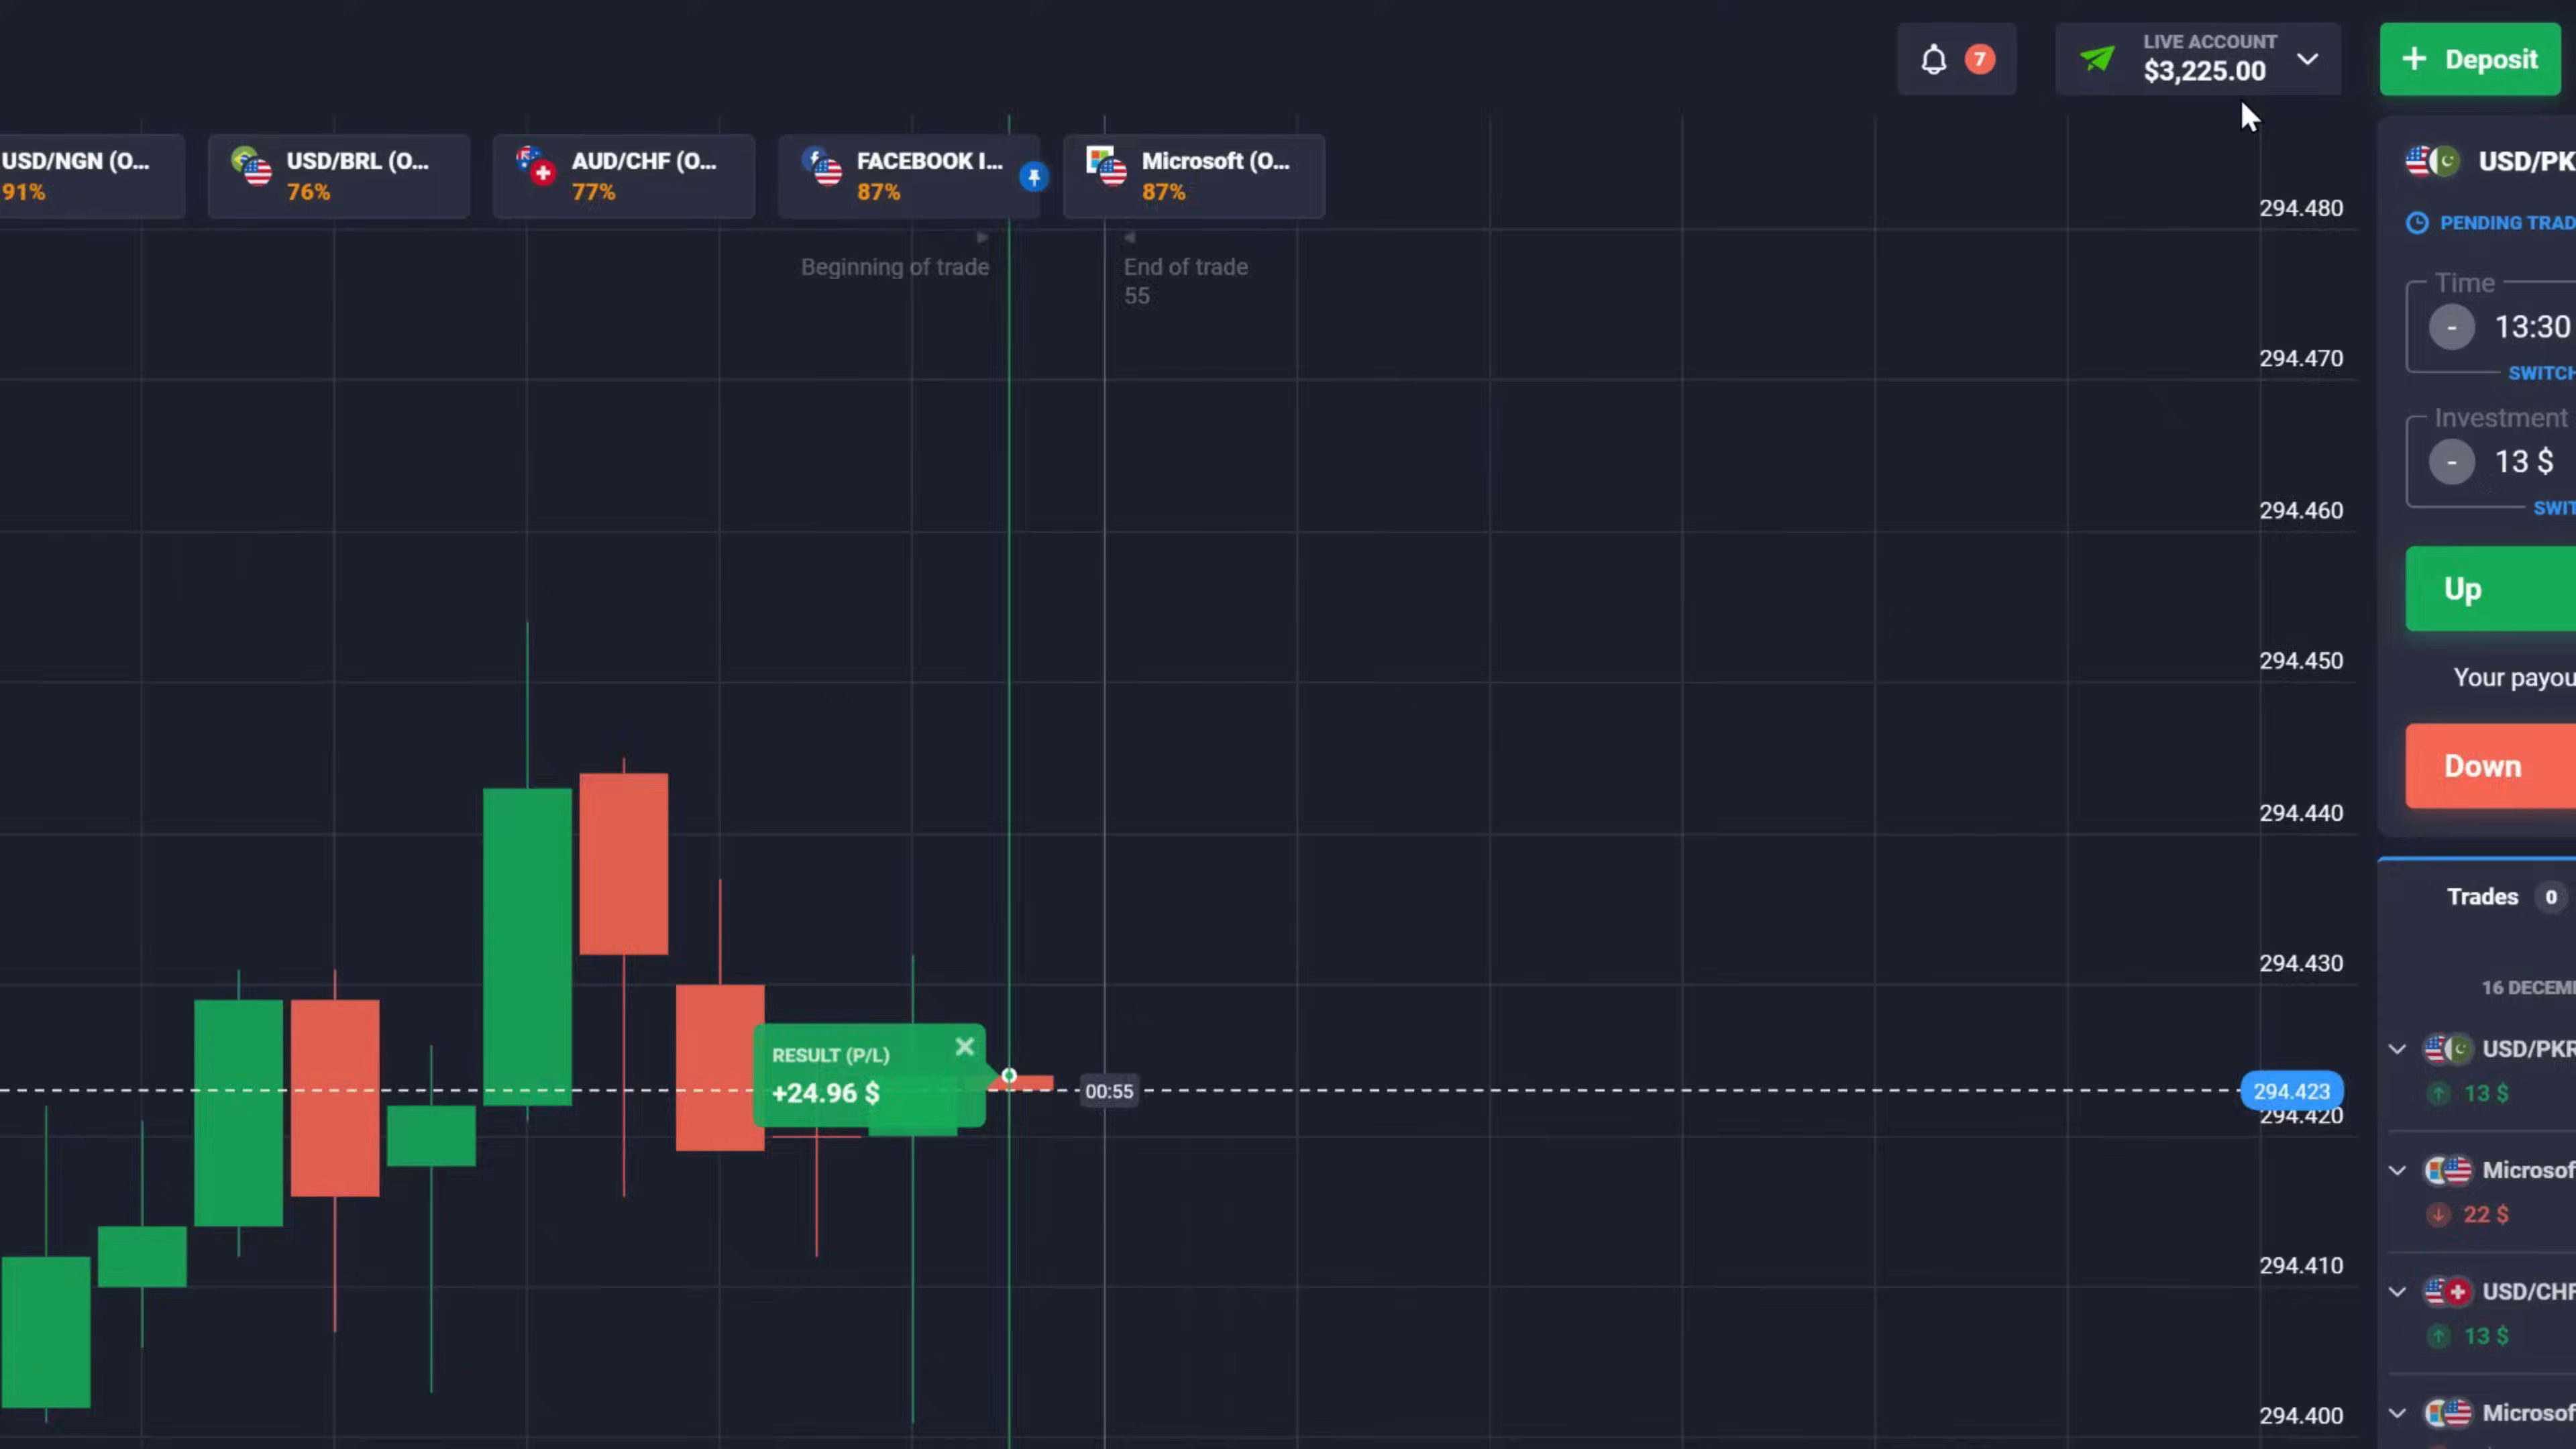 7
LIVE ACCOUNT
$3,225.00
+ Deposit
USD/NGN (O...
91%
USD/BRL (O...
76%
AUD/CHF (O...
77%
FACEBOOK I...
87%
Microsoft (O...
87%
USD/PK
PENDING TRAD
Beginning of trade
End of trade
55
Time
- 13:30
SWITCH
Investment
- 13 $
SWIT
Up
Your payou
Down
294.480
294.470
294.460
294.450
294.440
294.430
294.423
294.420
294.410
294.400
RESULT (P/L)
+24.96 $
00:55
Trades 0
16 DECEM
USD/PKR
13 $
Microsof
22 $
USD/CHF
13 $
Microsof